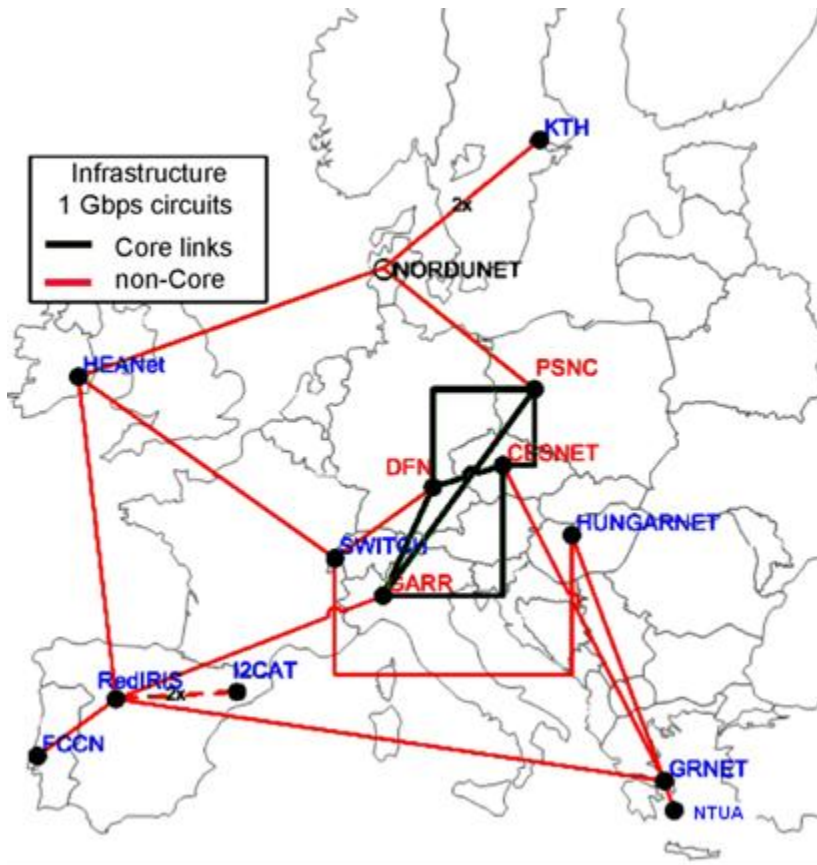 KTH
Infrastructure
1 Gbps circuits
Core links
non-Core
2x
NORDUNET
HEANet
PSNC
DFN
CESNET
HUNGARNET
SWITCH
GARR
I2CAT
RedIRIS
2x
FCCN
GRNET
NTUA